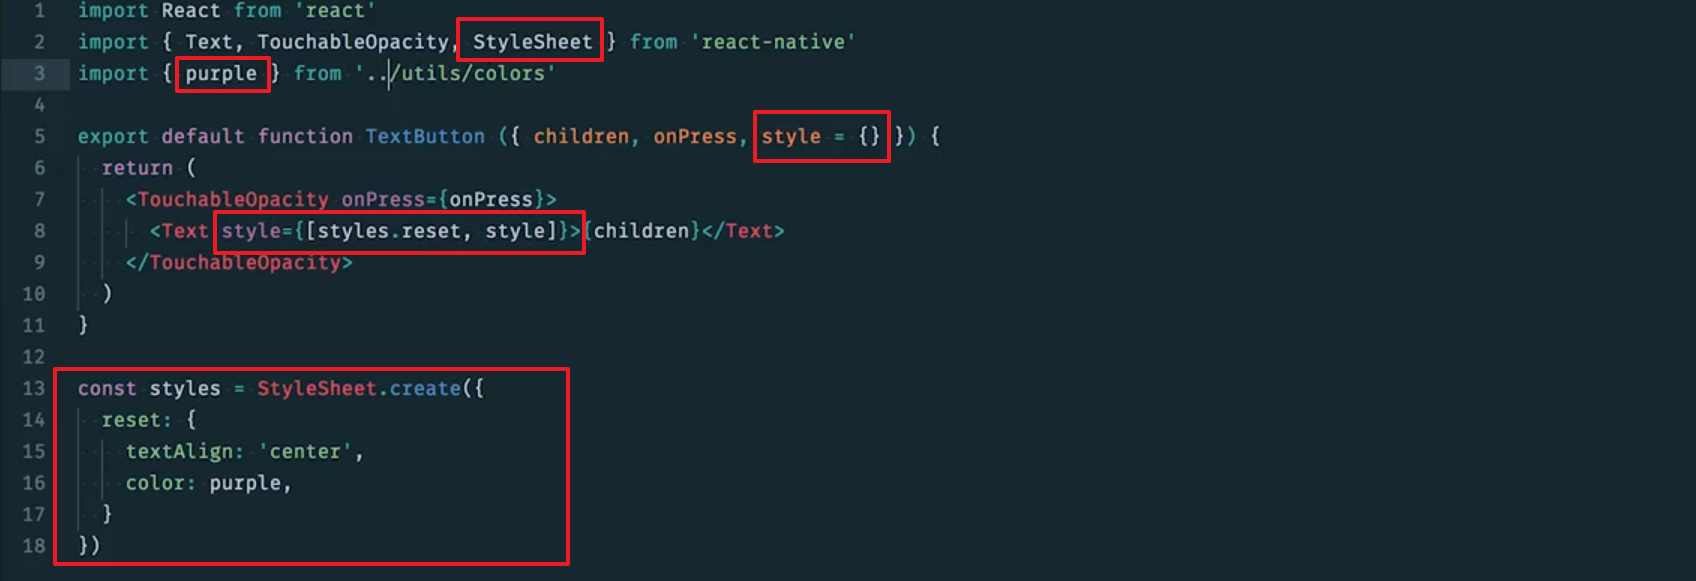 1 import React from 'react'
2 import { Text, TouchableOpacity, StyleSheet } from 'react-native'
3 import { purple } from '../utils/colors'
4
5 export default function TextButton ({ children, onPress, style = {} }) {
6 return (
7 <TouchableOpacity onPress={onPress}>
8 <Text style={[styles.reset, style]}>{children}</Text>
9 </TouchableOpacity>
10 )
11 }
12
13 const styles = StyleSheet.create({
14 reset: {
15 textAlign: 'center',
16 color: purple,
17 }
18 })